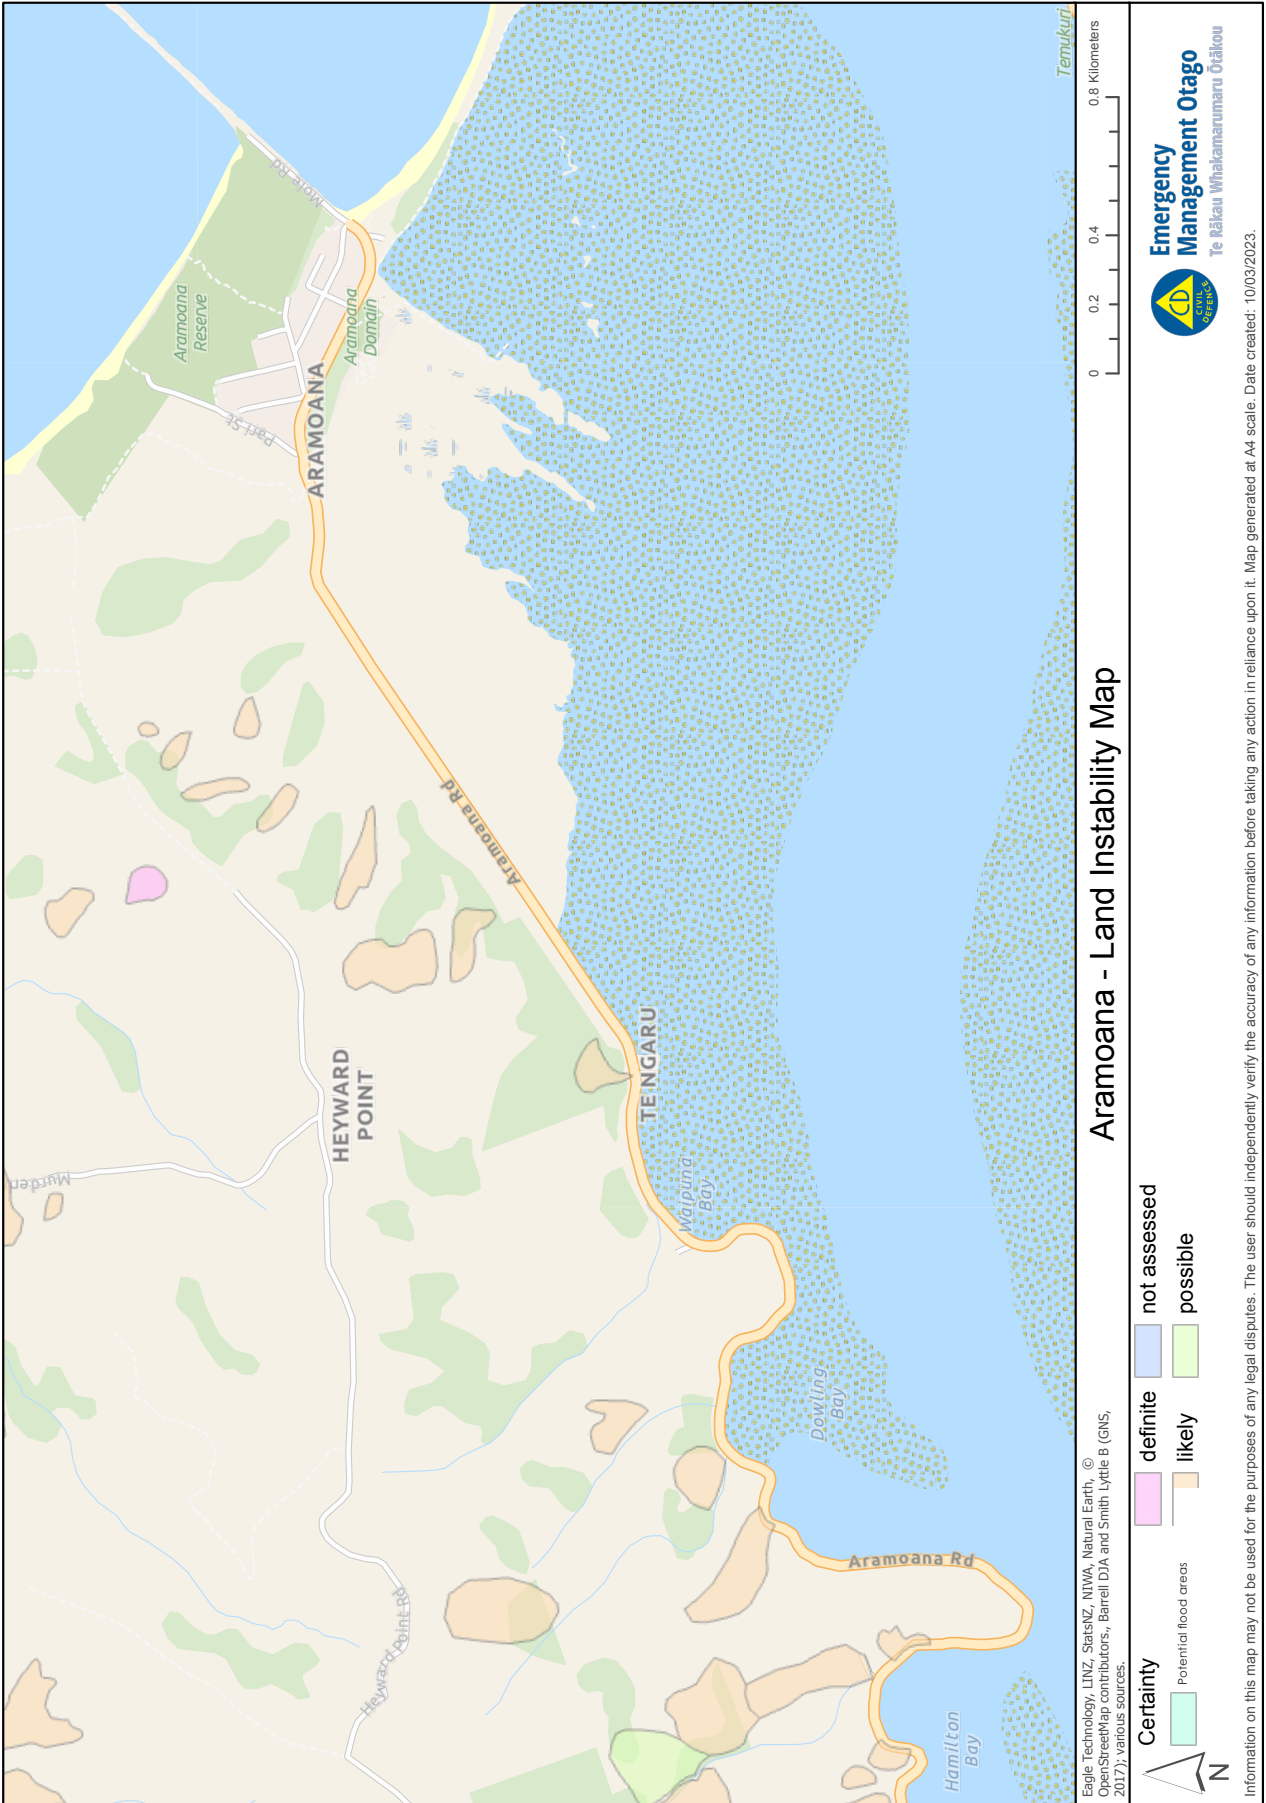 Aramoana
Reserve
Mole Rd
Pari St
Aramoana
Domain
ARAMOANA
Temukuri
Aramoana Rd
HEYWARD
POINT
Murden
TE NGARU
Waipuna
Bay
Dowling
Bay
Aramoana Rd
Heyward Point Rd
Hamilton
Bay
Eagle Technology, LINZ, StatsNZ, NIWA, Natural Earth, ©
OpenStreetMap contributors., Barrell DJA and Smith Lyttle B (GNS,
2017); various sources.
Aramoana - Land Instability Map
0 0.2 0.4 0.8 Kilometers
N
Certainty
Potential flood areas
definite
likely
not assessed
possible
CD
CIVIL
DEFENCE
Emergency
Management Otago
Te Rākau Whakamarumaru Ōtākou
Information on this map may not be used for the purposes of any legal disputes. The user should independently verify the accuracy of any information before taking any action in reliance upon it. Map generated at A4 scale. Date created: 10/03/2023.